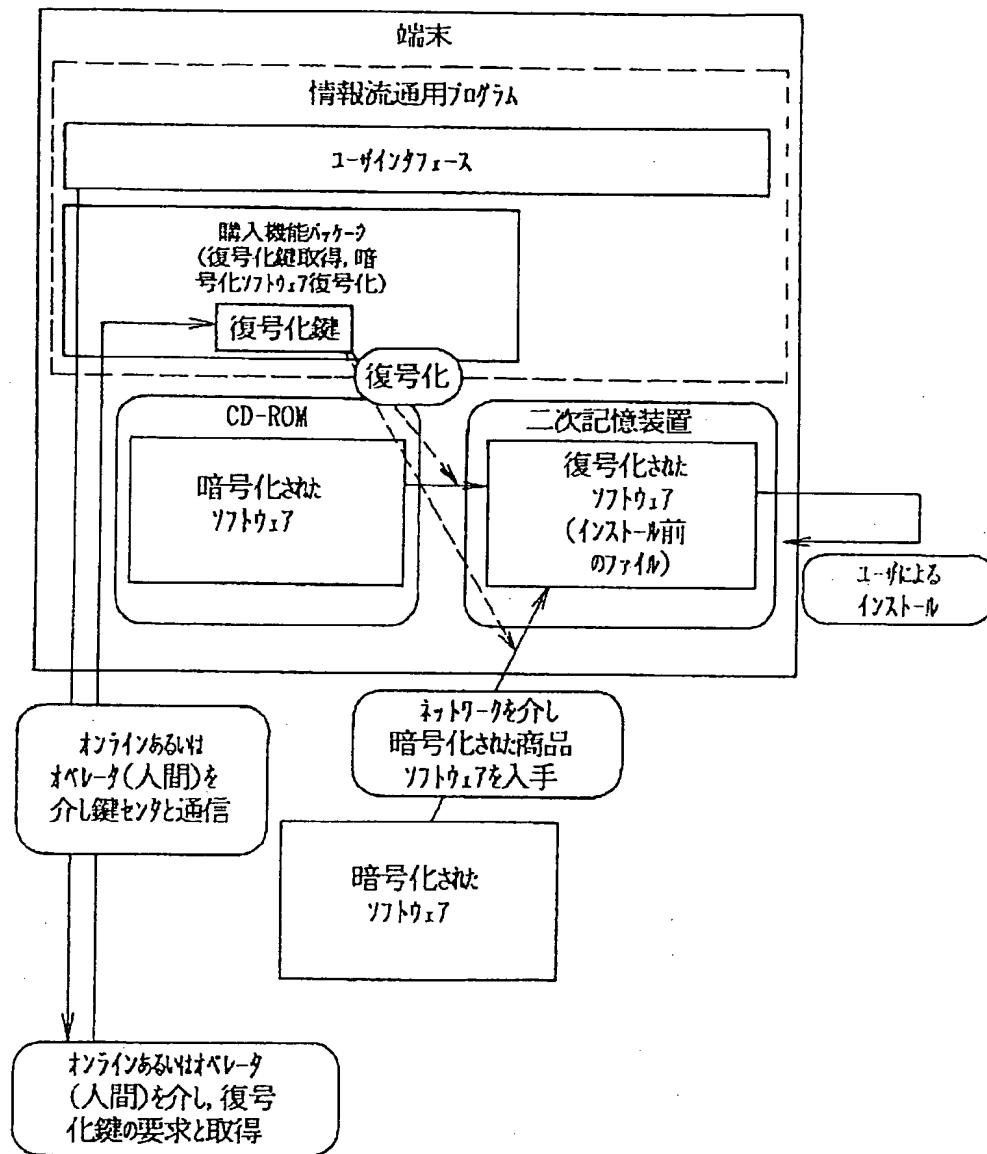 端末
情報流通用プログラム
ユーザインタフェース
購入機能パッケージ
(復号化鍵取得, 暗
号化ソフトウェア復号化)
復号化鍵
復号化
CD-ROM
暗号化された
ソフトウェア
二次記憶装置
復号化された
ソフトウェア
(インストール前
のファイル)
ユーザによる
インストール
ネットワークを介し
暗号化された商品
ソフトウェアを入手
オンラインあるいは
オペレータ(人間)を
介し鍵センタと通信
暗号化された
ソフトウェア
オンラインあるいはオペレータ
(人間)を介し, 復号
化鍵の要求と取得